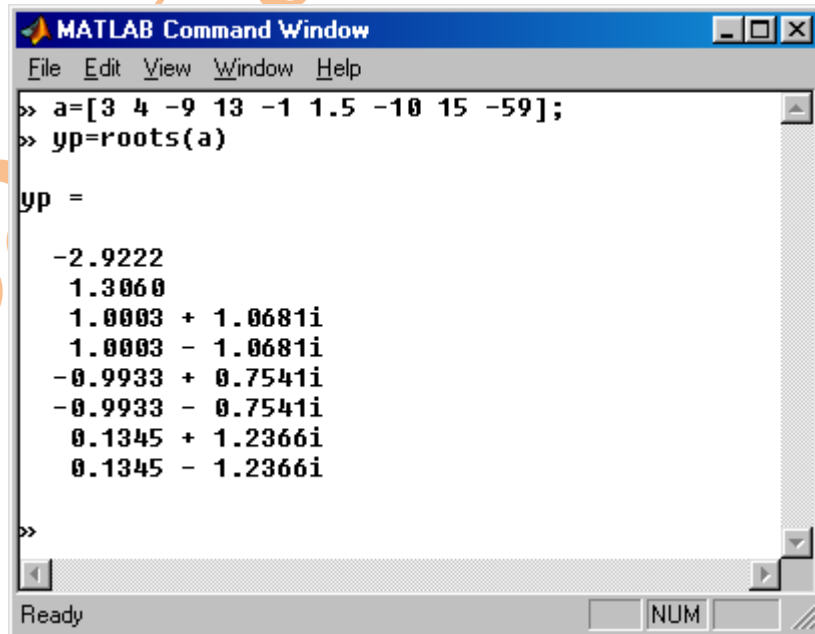 MATLAB Command Window
File Edit View Window Help
» a=[3 4 -9 13 -1 1.5 -10 15 -59];
» yp=roots(a)
yp =
-2.9222
1.3060
1.0003 + 1.0681i
1.0003 - 1.0681i
-0.9933 + 0.7541i
-0.9933 - 0.7541i
0.1345 + 1.2366i
0.1345 - 1.2366i
»
Ready NUM